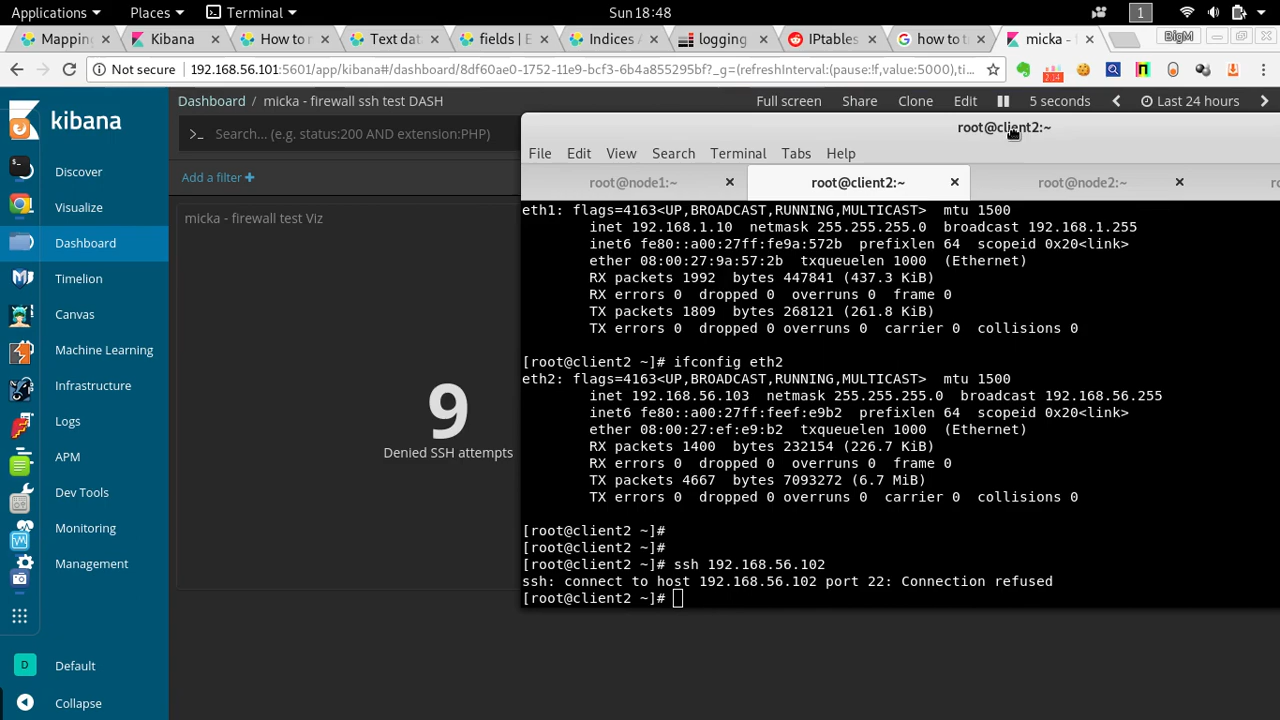 Applications Places Terminal Sun 18:48 1
Mappin Kibana How to n Text dat fields | E Indices A logging IPtables how to t micka - BigM
Not secure 192.168.56.101:5601/app/kibana#/dashboard/8df60ae0-1752-11e9-bcf3-6b4a855295bf?_g=(refreshInterval:(pause:!f,value:5000),ti...
kibana
Discover
Visualize
Dashboard
Timelion
Canvas
Machine Learning
Infrastructure
Logs
APM
Dev Tools
Monitoring
Management
D Default
Collapse
Dashboard / micka - firewall ssh test DASH Full screen Share Clone Edit 5 seconds Last 24 hours
>_ Search... (e.g. status:200 AND extension:PNG)
Add a filter +
micka - firewall test Viz
9
Denied SSH attempts
root@client2:~
File Edit View Search Terminal Tabs Help
root@node1:~ root@client2:~ root@node2:~
eth1: flags=4163<UP,BROADCAST,RUNNING,MULTICAST>  mtu 1500
inet 192.168.1.10  netmask 255.255.255.0  broadcast 192.168.1.255
inet6 fe80::a00:27ff:fe9a:572b  prefixlen 64  scopeid 0x20<link>
ether 08:00:27:9a:57:2b  txqueuelen 1000  (Ethernet)
RX packets 1992  bytes 447841 (437.3 KiB)
RX errors 0  dropped 0  overruns 0  frame 0
TX packets 1809  bytes 268121 (261.8 KiB)
TX errors 0  dropped 0 overruns 0  carrier 0  collisions 0
[root@client2 ~]# ifconfig eth2
eth2: flags=4163<UP,BROADCAST,RUNNING,MULTICAST>  mtu 1500
inet 192.168.56.103  netmask 255.255.255.0  broadcast 192.168.56.255
inet6 fe80::a00:27ff:feef:e9b2  prefixlen 64  scopeid 0x20<link>
ether 08:00:27:ef:e9:b2  txqueuelen 1000  (Ethernet)
RX packets 1400  bytes 232154 (226.7 KiB)
RX errors 0  dropped 0  overruns 0  frame 0
TX packets 4667  bytes 7093272 (6.7 MiB)
TX errors 0  dropped 0 overruns 0  carrier 0  collisions 0
[root@client2 ~]#
[root@client2 ~]#
[root@client2 ~]# ssh 192.168.56.102
ssh: connect to host 192.168.56.102 port 22: Connection refused
[root@client2 ~]#